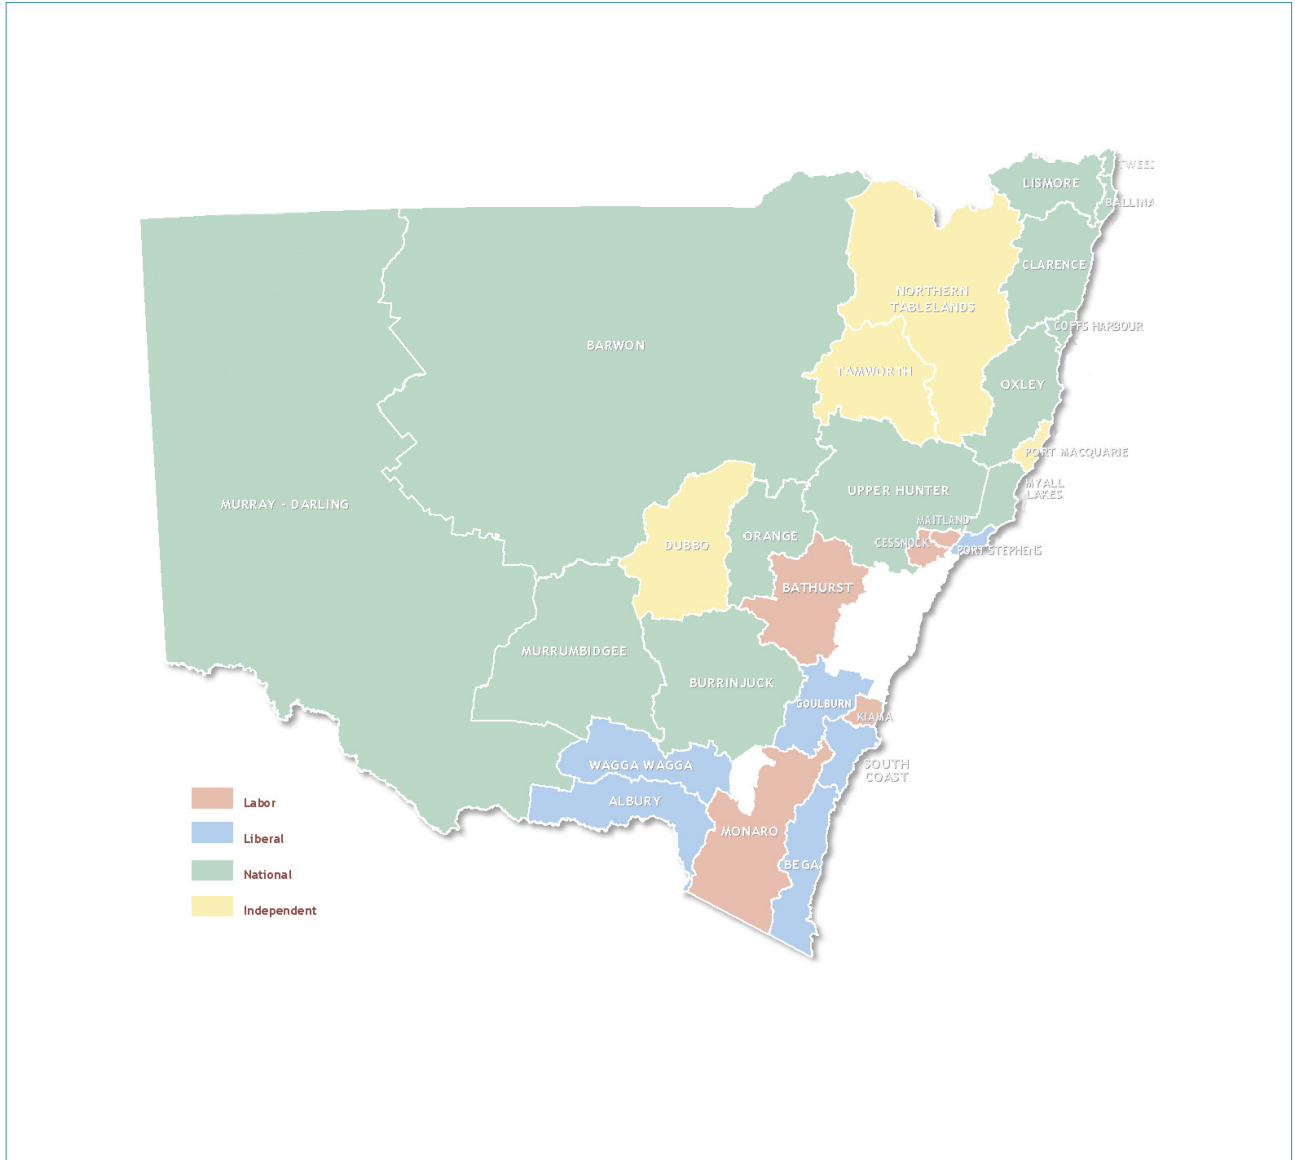 TWEED
LISMORE
BALLINA
CLARENCE
NORTHERN
TABLELANDS
COFFS HARBOUR
BARWON
TAMWORTH
OXLEY
PORT MACQUARIE
MYALL
LAKES
UPPER HUNTER
MURRAY - DARLING
MAITLAND
ORANGE
CESSNOCK
DUBBO
PORT STEPHENS
BATHURST
MURRUMBIDGEE
BURRINJUCK
GOULBURN
KIAMA
SOUTH
COAST
WAGGA WAGGA
ALBURY
MONARO
BEGA
Labor
Liberal
National
Independent